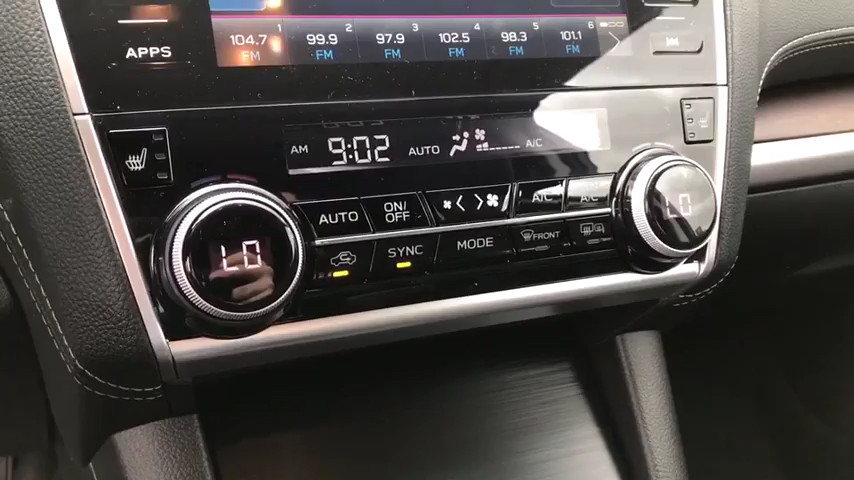 1 2 3 4 5 6
104.7 99.9 97.9 102.5 98.3 101.1
FM FM FM FM FM FM
APPS
AM 9:02 AUTO A/C
LO AUTO ON/OFF A/C A/C LO
SYNC MODE FRONT